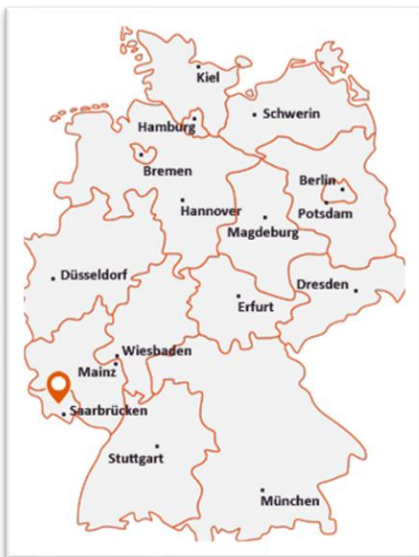 Kiel
Schwerin
Hamburg
Bremen
Berlin
Hannover
Potsdam
Magdeburg
Düsseldorf
Dresden
Erfurt
Wiesbaden
Mainz
Saarbrücken
Stuttgart
München